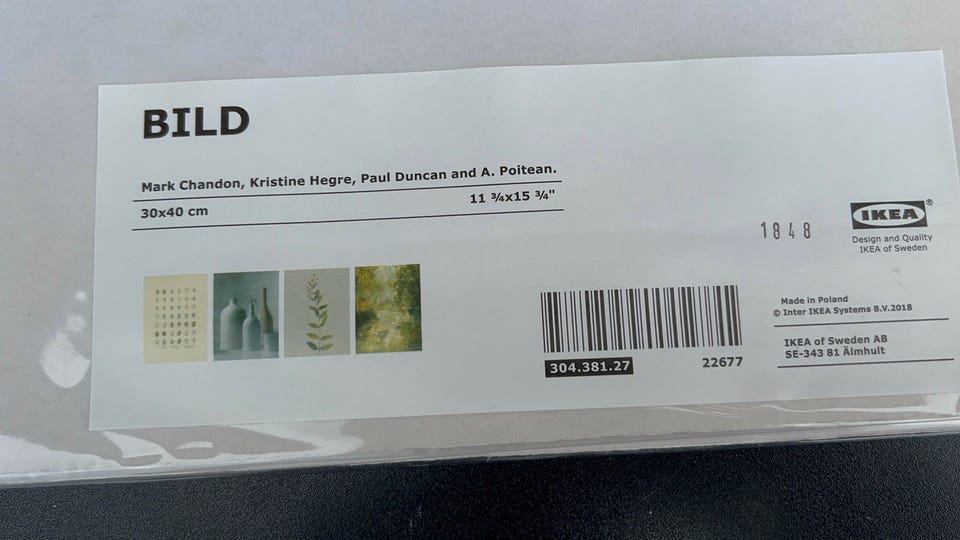 BILD
Mark Chandon, Kristine Hegre, Paul Duncan and A. Poitean.
30x40 cm
11 ¾x15 ¾"
1848
IKEA®
Design and Quality
IKEA of Sweden
304.381.27
22677
Made in Poland
© Inter IKEA Systems B.V.2018
IKEA of Sweden AB
SE-343 81 Älmhult